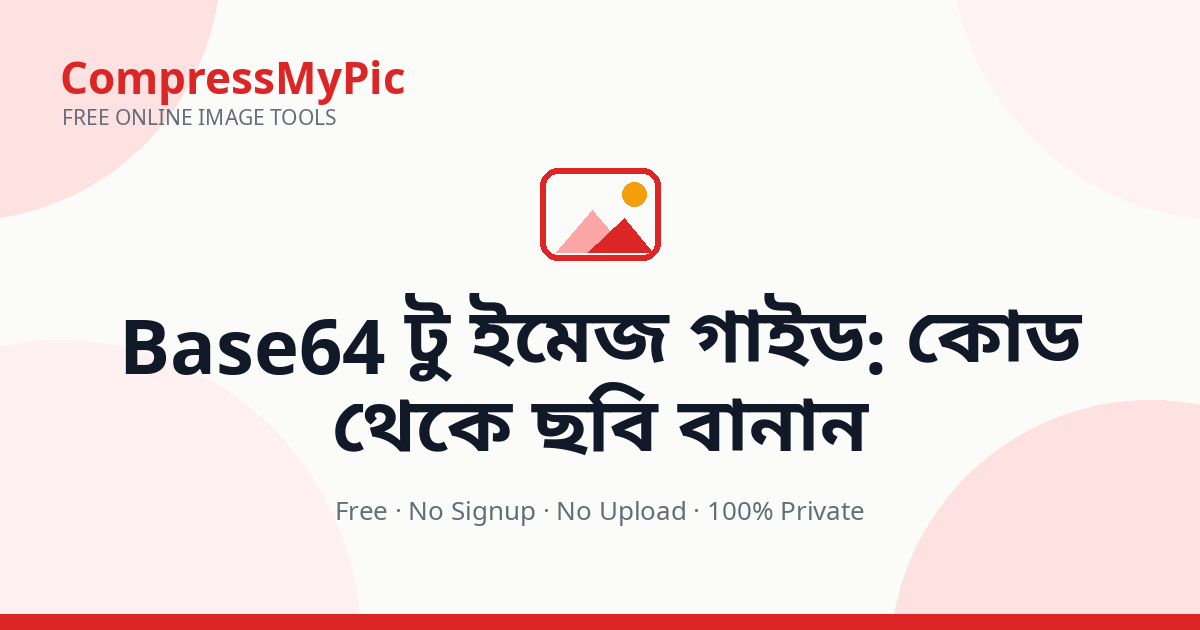 CompressMyPic
FREE ONLINE IMAGE TOOLS
Base64 টু ইমেজ গাইড: কোড
থেকে ছবি বানান
Free · No Signup · No Upload · 100% Private